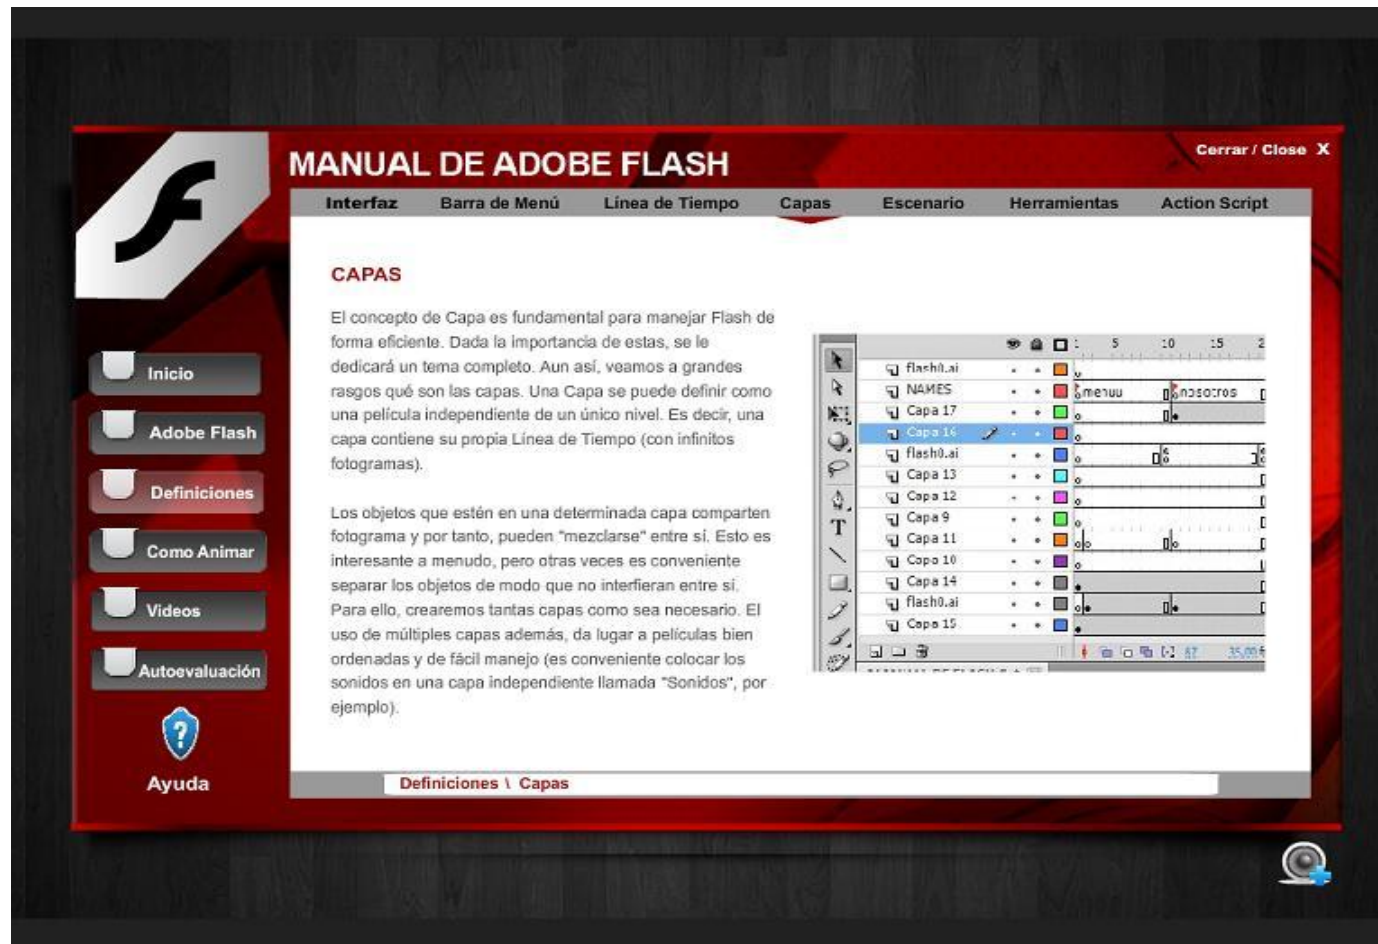 Cerrar / Close X
MANUAL DE ADOBE FLASH
Interfaz Barra de Menú Línea de Tiempo Capas Escenario Herramientas Action Script
CAPAS
El concepto de Capa es fundamental para manejar Flash de
forma eficiente. Dada la importancia de estas, se le
dedicará un tema completo. Aun así, veamos a grandes
rasgos qué son las capas. Una Capa se puede definir como
una película independiente de un único nivel. Es decir, una
capa contiene su propia Línea de Tiempo (con infinitos
fotogramas).
Los objetos que estén en una determinada capa comparten
fotograma y por tanto, pueden "mezclarse" entre sí. Esto es
interesante a menudo, pero otras veces es conveniente
separar los objetos de modo que no interfieran entre sí.
Para ello, crearemos tantas capas como sea necesario. El
uso de múltiples capas además, da lugar a películas bien
ordenadas y de fácil manejo (es conveniente colocar los
sonidos en una capa independiente llamada "Sonidos", por
ejemplo).
Inicio
Adobe Flash
Definiciones
Como Animar
Videos
Autoevaluación
Ayuda
5 10 15 2
flash0.ai
NAMES menuu nosotros
Capa 17
Capa 16
flash0.ai
Capa 13
Capa 12
Capa 9
Capa 11
Capa 10
Capa 14
flash0.ai
Capa 15
T
Definiciones \ Capas